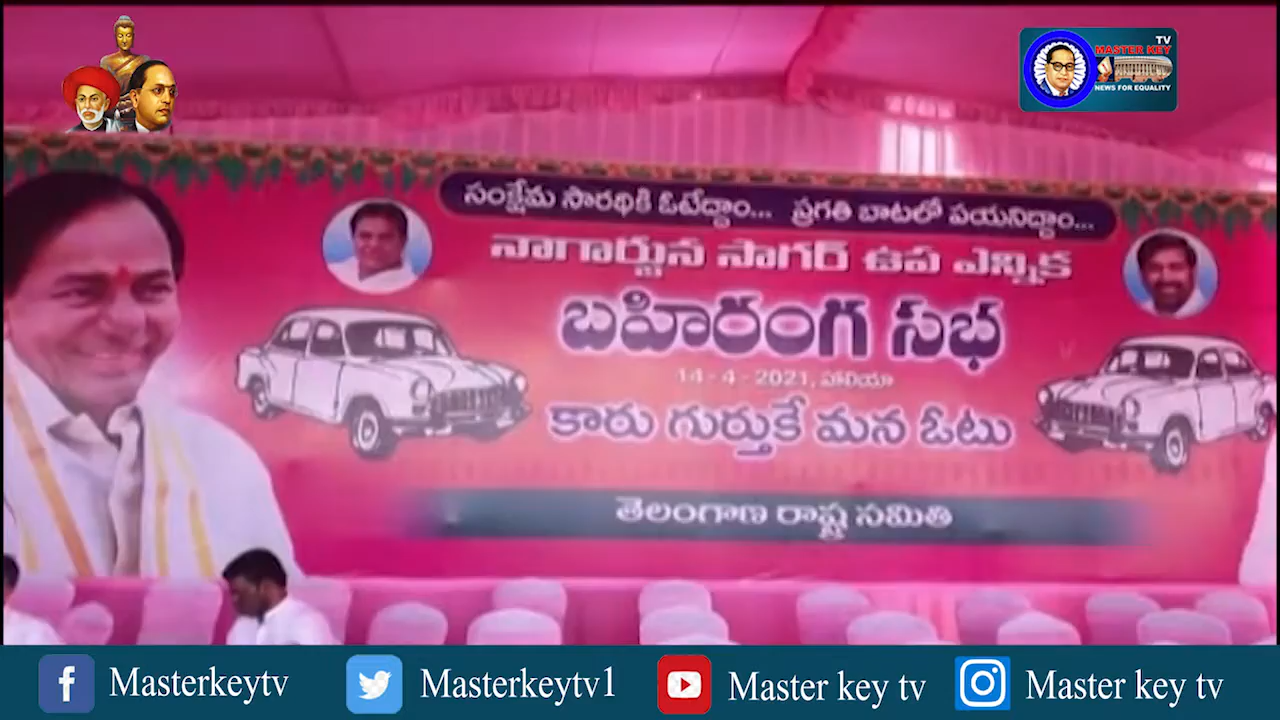 TV
MASTER KEY
NEWS FOR EQUALITY
సంక్షేమ సారథికి ఓటేద్దాం... ప్రగతి బాటలో పయనిద్దాం...
నాగార్జున సాగర్ ఉప ఎన్నిక
బహిరంగ సభ
14 - 4 - 2021, హాలియా
కారు గుర్తుకే మన ఓటు
తెలంగాణ రాష్ట్ర సమితి
Masterkeytv
Masterkeytv1
Master key tv
Master key tv